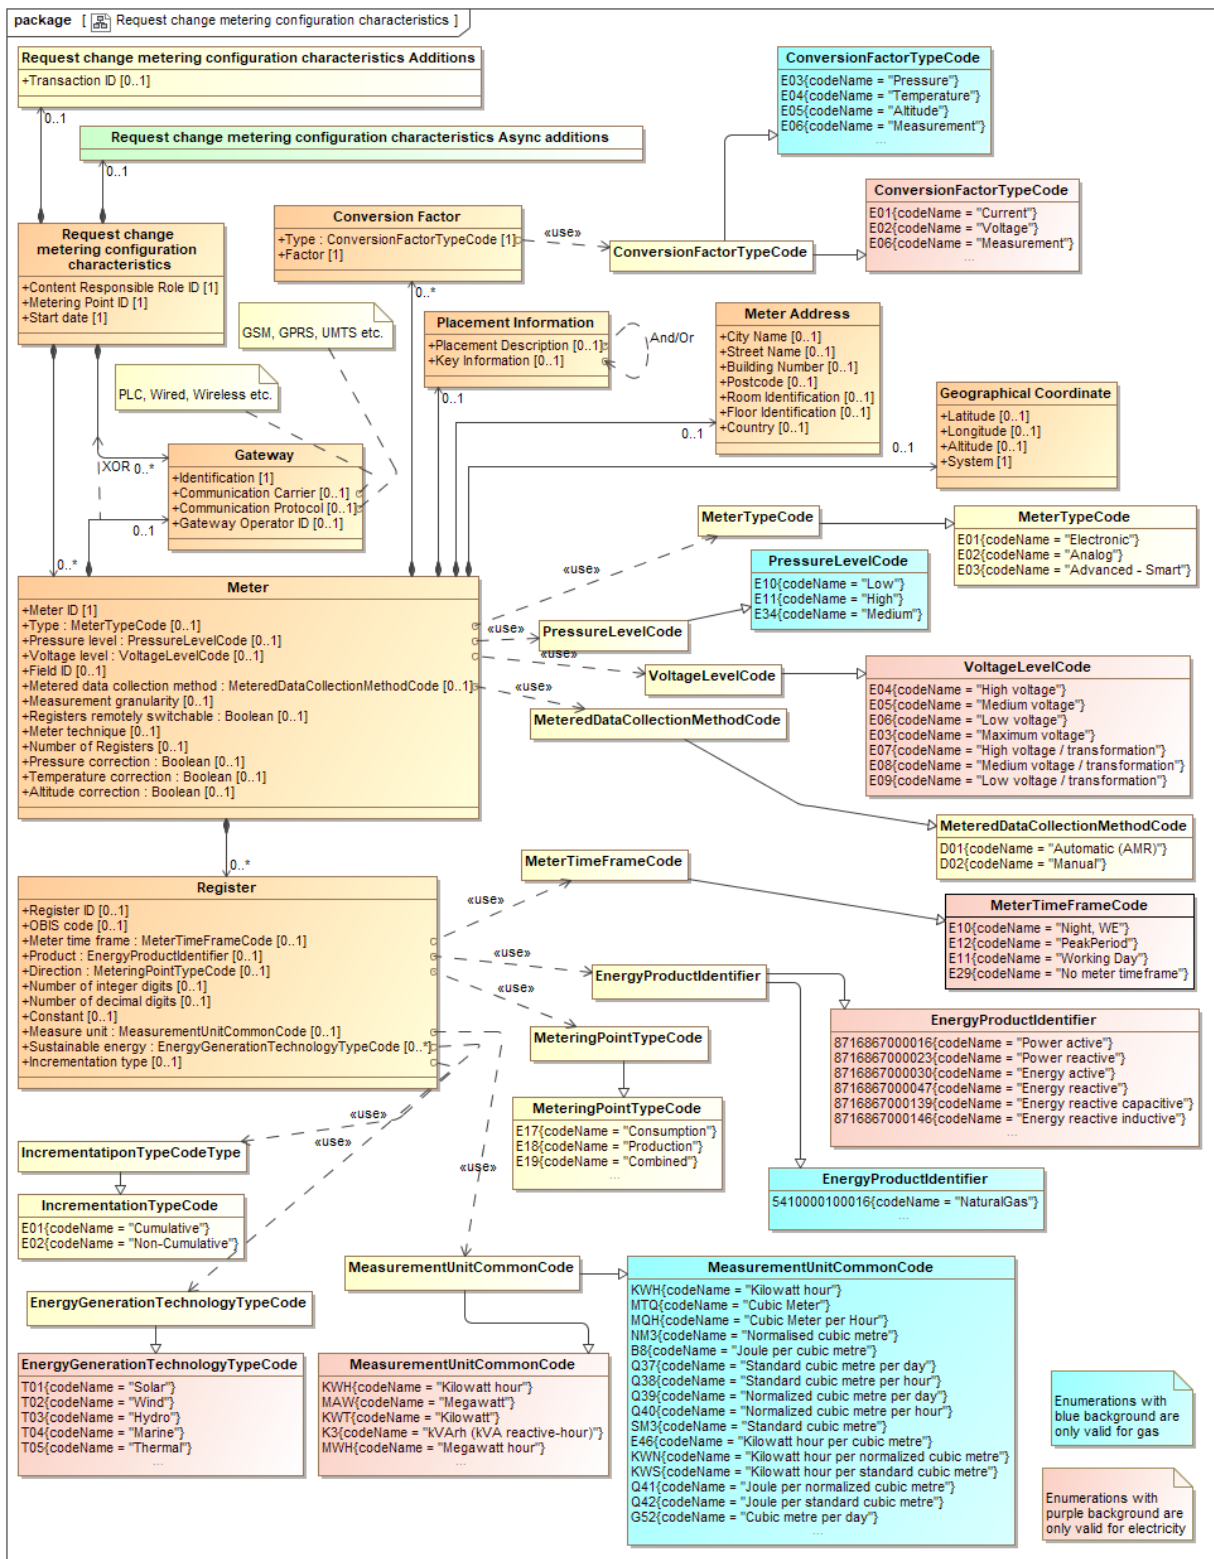 package [ Request change metering configuration characteristics ]
Request change metering configuration characteristics Additions
+Transaction ID [0..1]
0..1
Request change metering configuration characteristics Async additions
0..1
Request change
metering configuration
characteristics
+Content Responsible Role ID [1]
+Metering Point ID [1]
+Start date [1]
Conversion Factor
+Type : ConversionFactorTypeCode [1]
+Factor [1]
0..*
«use»
ConversionFactorTypeCode
ConversionFactorTypeCode
E03{codeName = "Pressure"}
E04{codeName = "Temperature"}
E05{codeName = "Altitude"}
E06{codeName = "Measurement"}
...
ConversionFactorTypeCode
E01{codeName = "Current"}
E02{codeName = "Voltage"}
E06{codeName = "Measurement"}
...
GSM, GPRS, UMTS etc.
PLC, Wired, Wireless etc.
Placement Information
+Placement Description [0..1]
+Key Information [0..1]
And/Or
0..1
Meter Address
+City Name [0..1]
+Street Name [0..1]
+Building Number [0..1]
+Postcode [0..1]
+Room Identification [0..1]
+Floor Identification [0..1]
+Country [0..1]
0..1
Geographical Coordinate
+Latitude [0..1]
+Longitude [0..1]
+Altitude [0..1]
+System [1]
0..1
Gateway
+Identification [1]
+Communication Carrier [0..1]
+Communication Protocol [0..1]
+Gateway Operator ID [0..1]
XOR
0..*
0..1
0..*
Meter
+Meter ID [1]
+Type : MeterTypeCode [0..1]
+Pressure level : PressureLevelCode [0..1]
+Voltage level : VoltageLevelCode [0..1]
+Field ID [0..1]
+Metered data collection method : MeteredDataCollectionMethodCode [0..1]
+Measurement granularity [0..1]
+Registers remotely switchable : Boolean [0..1]
+Meter technique [0..1]
+Number of Registers [0..1]
+Pressure correction : Boolean [0..1]
+Temperature correction : Boolean [0..1]
+Altitude correction : Boolean [0..1]
«use»
«use»
«use»
«use»
MeterTypeCode
MeterTypeCode
E01{codeName = "Electronic"}
E02{codeName = "Analog"}
E03{codeName = "Advanced - Smart"}
PressureLevelCode
PressureLevelCode
E10{codeName = "Low"}
E11{codeName = "High"}
E34{codeName = "Medium"}
VoltageLevelCode
VoltageLevelCode
E04{codeName = "High voltage"}
E05{codeName = "Medium voltage"}
E06{codeName = "Low voltage"}
E03{codeName = "Maximum voltage"}
E07{codeName = "High voltage / transformation"}
E08{codeName = "Medium voltage / transformation"}
E09{codeName = "Low voltage / transformation"}
MeteredDataCollectionMethodCode
MeteredDataCollectionMethodCode
D01{codeName = "Automatic (AMR)"}
D02{codeName = "Manual"}
0..*
Register
+Register ID [0..1]
+OBIS code [0..1]
+Meter time frame : MeterTimeFrameCode [0..1]
+Product : EnergyProductIdentifier [0..1]
+Direction : MeteringPointTypeCode [0..1]
+Number of integer digits [0..1]
+Number of decimal digits [0..1]
+Constant [0..1]
+Measure unit : MeasurementUnitCommonCode [0..1]
+Sustainable energy : EnergyGenerationTechnologyTypeCode [0..*]
+Incrementation type [0..1]
«use»
«use»
«use»
«use»
«use»
«use»
MeterTimeFrameCode
MeterTimeFrameCode
E10{codeName = "Night, WE"}
E12{codeName = "PeakPeriod"}
E11{codeName = "Working Day"}
E29{codeName = "No meter timeframe"}
EnergyProductIdentifier
EnergyProductIdentifier
8716867000016{codeName = "Power active"}
8716867000023{codeName = "Power reactive"}
8716867000030{codeName = "Energy active"}
8716867000047{codeName = "Energy reactive"}
8716867000139{codeName = "Energy reactive capacitive"}
8716867000146{codeName = "Energy reactive inductive"}
...
MeteringPointTypeCode
MeteringPointTypeCode
E17{codeName = "Consumption"}
E18{codeName = "Production"}
E19{codeName = "Combined"}
...
EnergyProductIdentifier
5410000100016{codeName = "NaturalGas"}
...
IncrementatiponTypeCodeType
IncrementationTypeCode
E01{codeName = "Cumulative"}
E02{codeName = "Non-Cumulative"}
EnergyGenerationTechnologyTypeCode
EnergyGenerationTechnologyTypeCode
T01{codeName = "Solar"}
T02{codeName = "Wind"}
T03{codeName = "Hydro"}
T04{codeName = "Marine"}
T05{codeName = "Thermal"}
...
MeasurementUnitCommonCode
MeasurementUnitCommonCode
KWH{codeName = "Kilowatt hour"}
MAW{codeName = "Megawatt"}
KWT{codeName = "Kilowatt"}
K3{codeName = "kVArh (kVA reactive-hour)"}
MWH{codeName = "Megawatt hour"}
...
MeasurementUnitCommonCode
KWH{codeName = "Kilowatt hour"}
MTQ{codeName = "Cubic Meter"}
MQH{codeName = "Cubic Meter per Hour"}
NM3{codeName = "Normalised cubic metre"}
B8{codeName = "Joule per cubic metre"}
Q37{codeName = "Standard cubic metre per day"}
Q38{codeName = "Standard cubic metre per hour"}
Q39{codeName = "Normalized cubic metre per day"}
Q40{codeName = "Normalized cubic metre per hour"}
SM3{codeName = "Standard cubic metre"}
E46{codeName = "Kilowatt hour per cubic metre"}
KWN{codeName = "Kilowatt hour per normalized cubic metre"}
KWS{codeName = "Kilowatt hour per standard cubic metre"}
Q41{codeName = "Joule per normalized cubic metre"}
Q42{codeName = "Joule per standard cubic metre"}
G52{codeName = "Cubic metre per day"}
...
Enumerations with
blue background are
only valid for gas
Enumerations with
purple background are
only valid for electricity